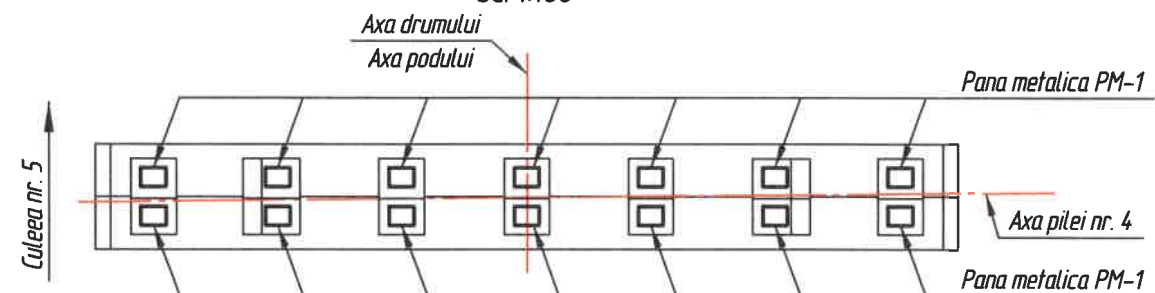 Axa drumului
Axa podului
Pana metalica PM-1
Culeea nr. 5
Axa pilei nr. 4
Pana metalica PM-1